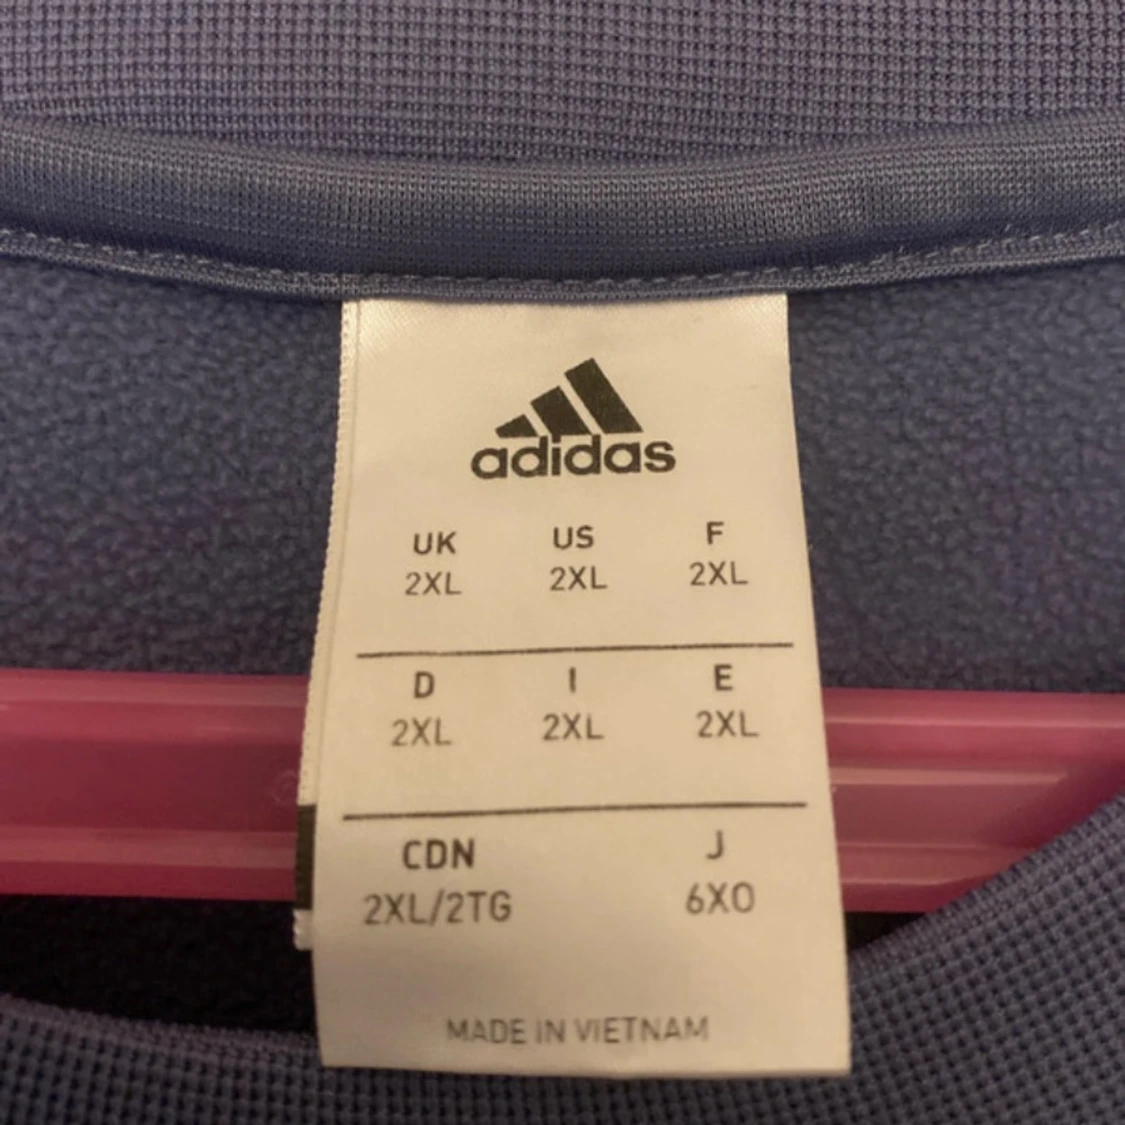 adidas
UK US F
2XL 2XL 2XL
D I E
2XL 2XL 2XL
CDN J
2XL/2TG 6XO
MADE IN VIETNAM